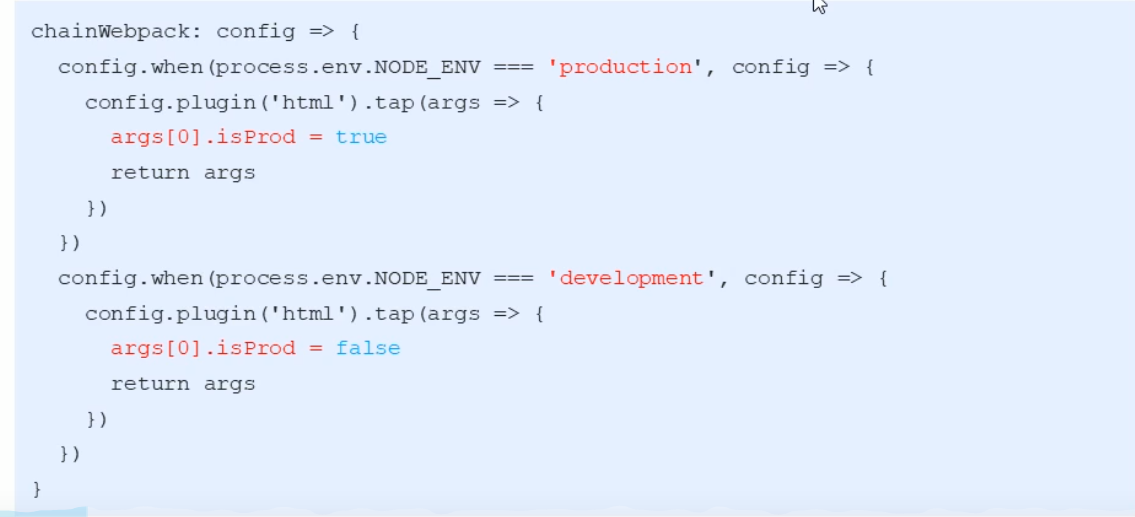 chainWebpack: config => {
  config.when(process.env.NODE_ENV === 'production', config => {
    config.plugin('html').tap(args => {
      args[0].isProd = true
      return args
    })
  })
  config.when(process.env.NODE_ENV === 'development', config => {
    config.plugin('html').tap(args => {
      args[0].isProd = false
      return args
    })
  })
}